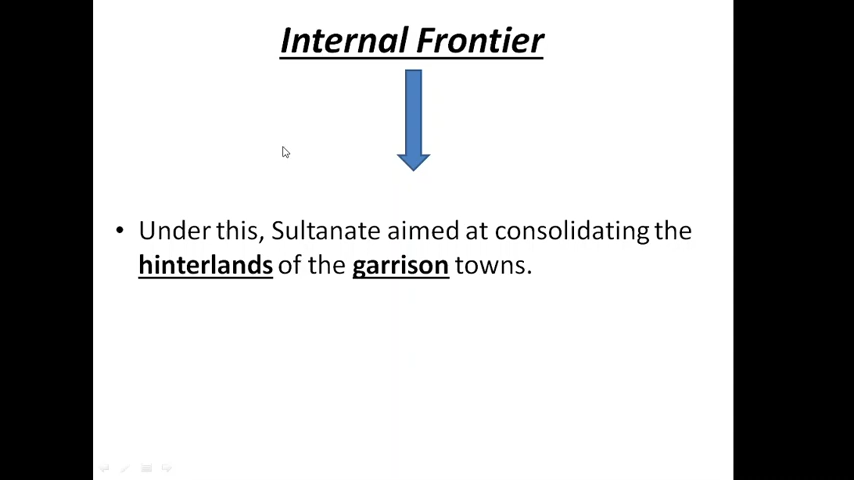 Internal Frontier
• Under this, Sultanate aimed at consolidating the
hinterlands of the garrison towns.